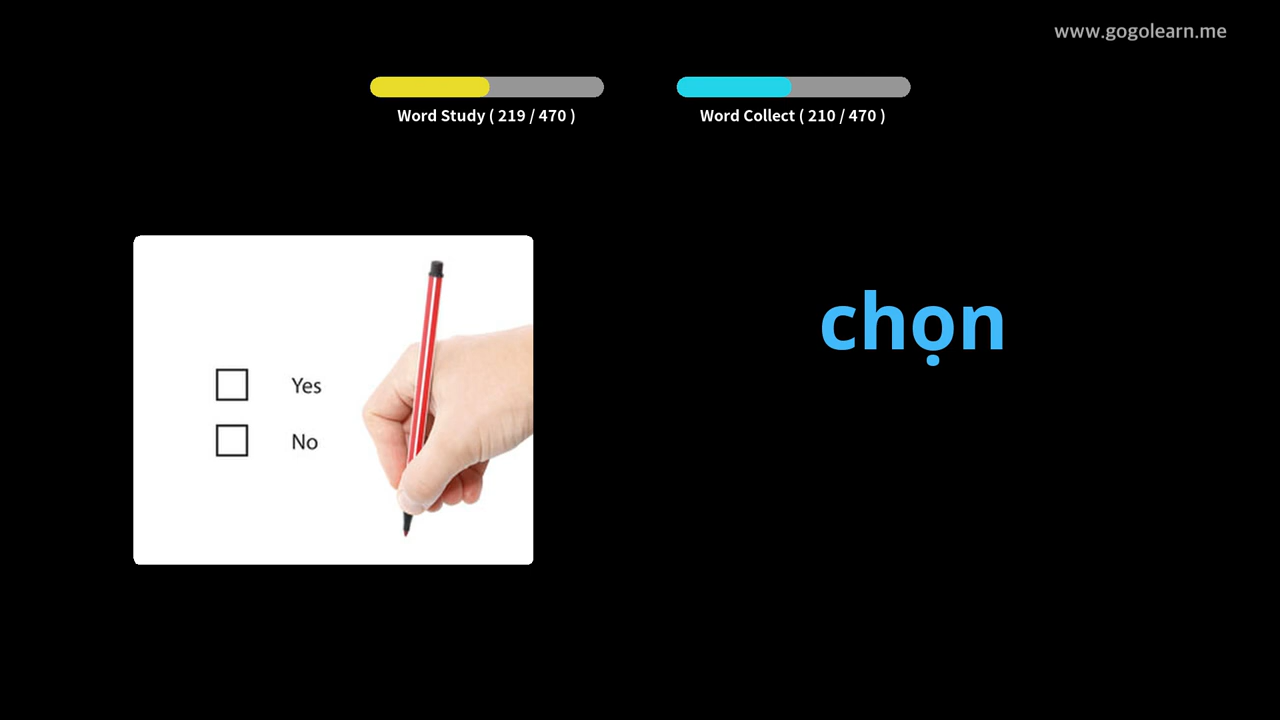 www.gogolearn.me
Word Study ( 219 / 470 )
Word Collect ( 210 / 470 )
chọn
Yes
No